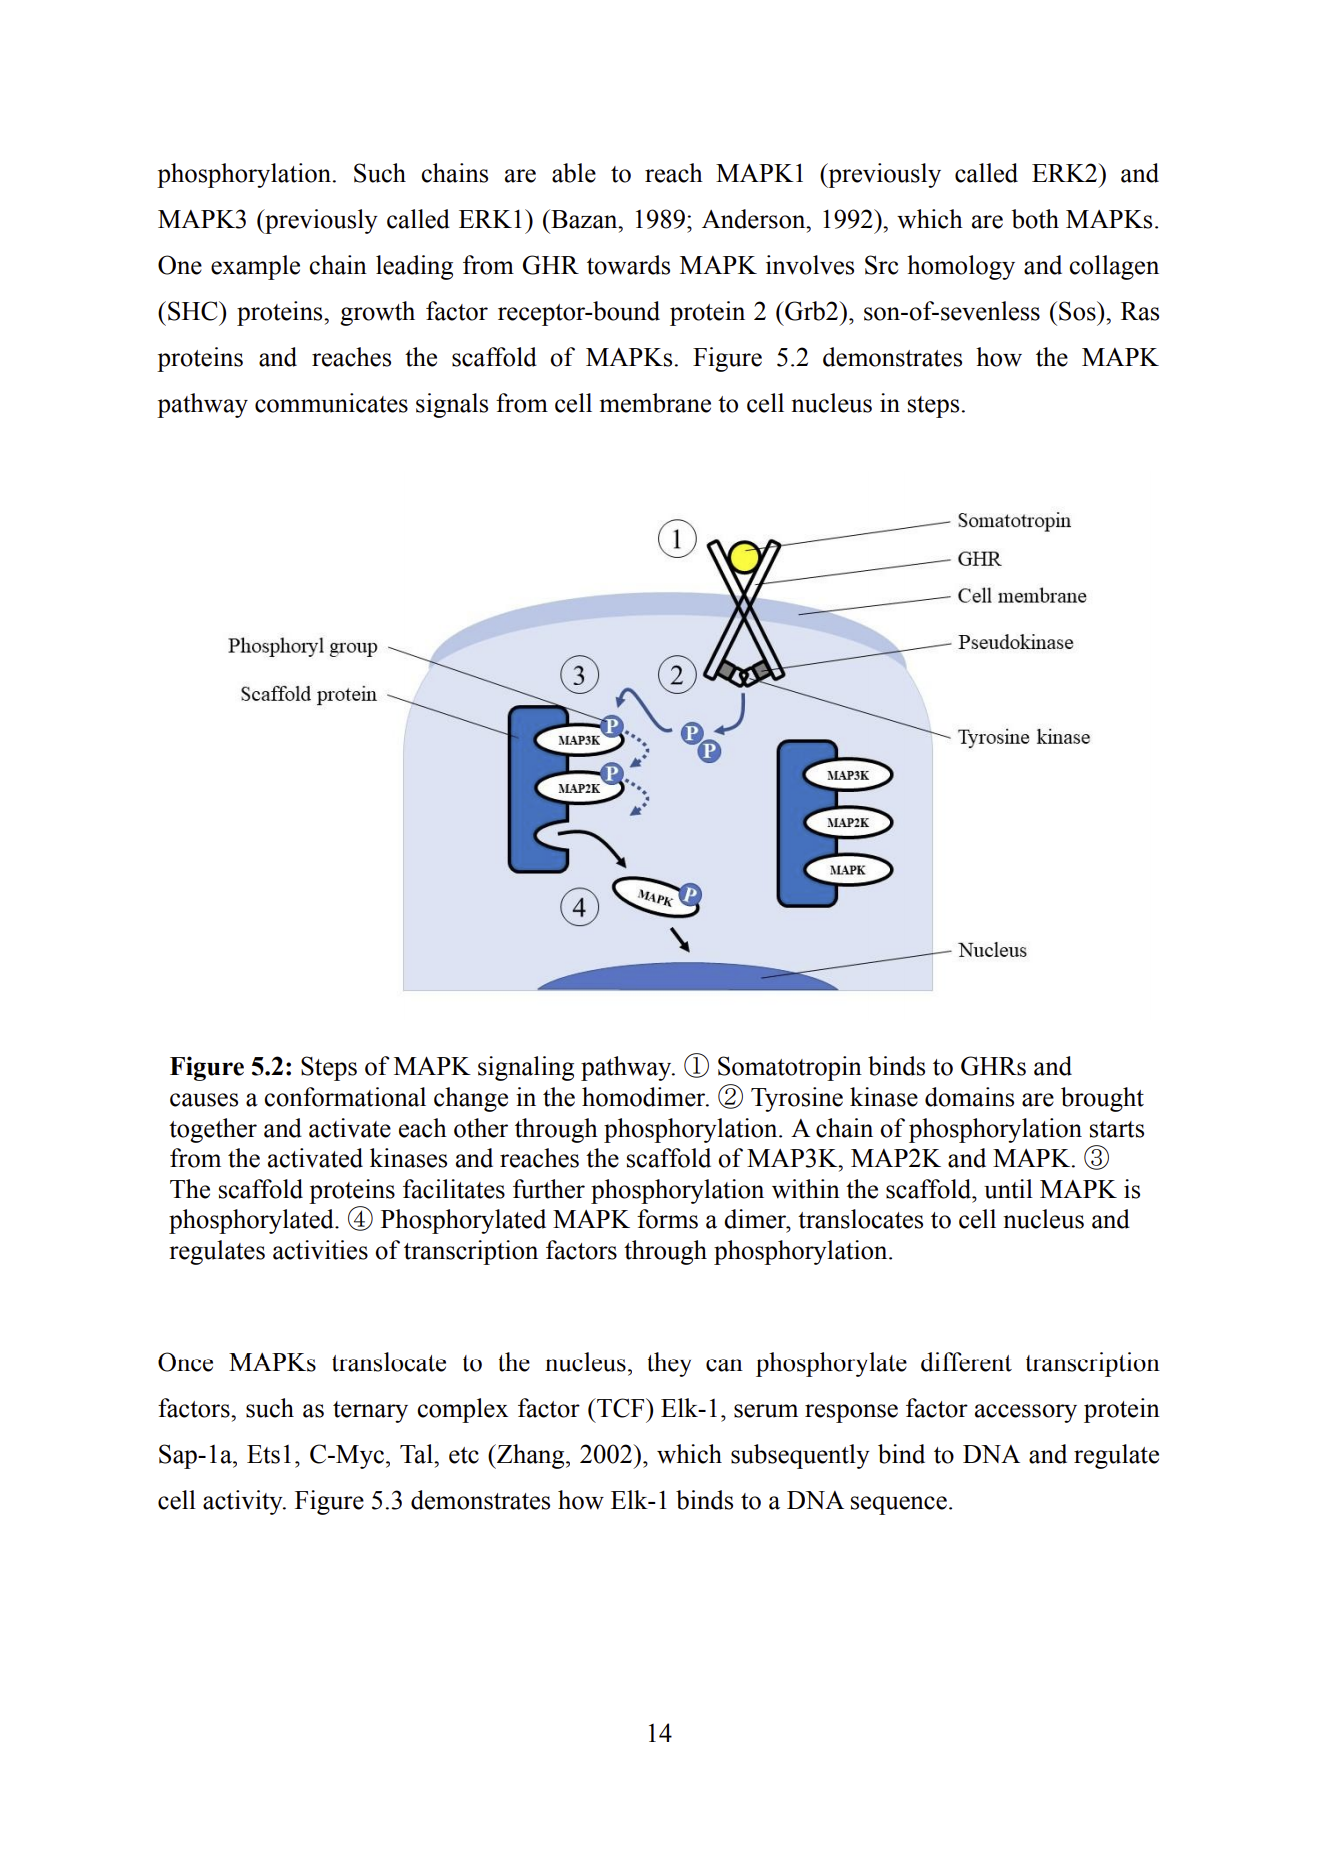 phosphorylation. Such chains are able to reach MAPK1 (previously called ERK2) and
MAPK3 (previously called ERK1) (Bazan, 1989; Anderson, 1992), which are both MAPKs.
One example chain leading from GHR towards MAPK involves Src homology and collagen
(SHC) proteins, growth factor receptor-bound protein 2 (Grb2), son-of-sevenless (Sos), Ras
proteins and reaches the scaffold of MAPKs. Figure 5.2 demonstrates how the MAPK
pathway communicates signals from cell membrane to cell nucleus in steps.
1
Somatotropin
GHR
Cell membrane
Phosphoryl group
Pseudokinase
3
2
Scaffold protein
P
MAP3K
P
P
Tyrosine kinase
P
MAP2K
MAP3K
MAP2K
MAPK
4
MAPK
P
Nucleus
Figure 5.2: Steps of MAPK signaling pathway. ① Somatotropin binds to GHRs and
causes a conformational change in the homodimer. ② Tyrosine kinase domains are brought
together and activate each other through phosphorylation. A chain of phosphorylation starts
from the activated kinases and reaches the scaffold of MAP3K, MAP2K and MAPK. ③
The scaffold proteins facilitates further phosphorylation within the scaffold, until MAPK is
phosphorylated. ④ Phosphorylated MAPK forms a dimer, translocates to cell nucleus and
regulates activities of transcription factors through phosphorylation.
Once MAPKs translocate to the nucleus, they can phosphorylate different transcription
factors, such as ternary complex factor (TCF) Elk-1, serum response factor accessory protein
Sap-1a, Ets1, C-Myc, Tal, etc (Zhang, 2002), which subsequently bind to DNA and regulate
cell activity. Figure 5.3 demonstrates how Elk-1 binds to a DNA sequence.
14